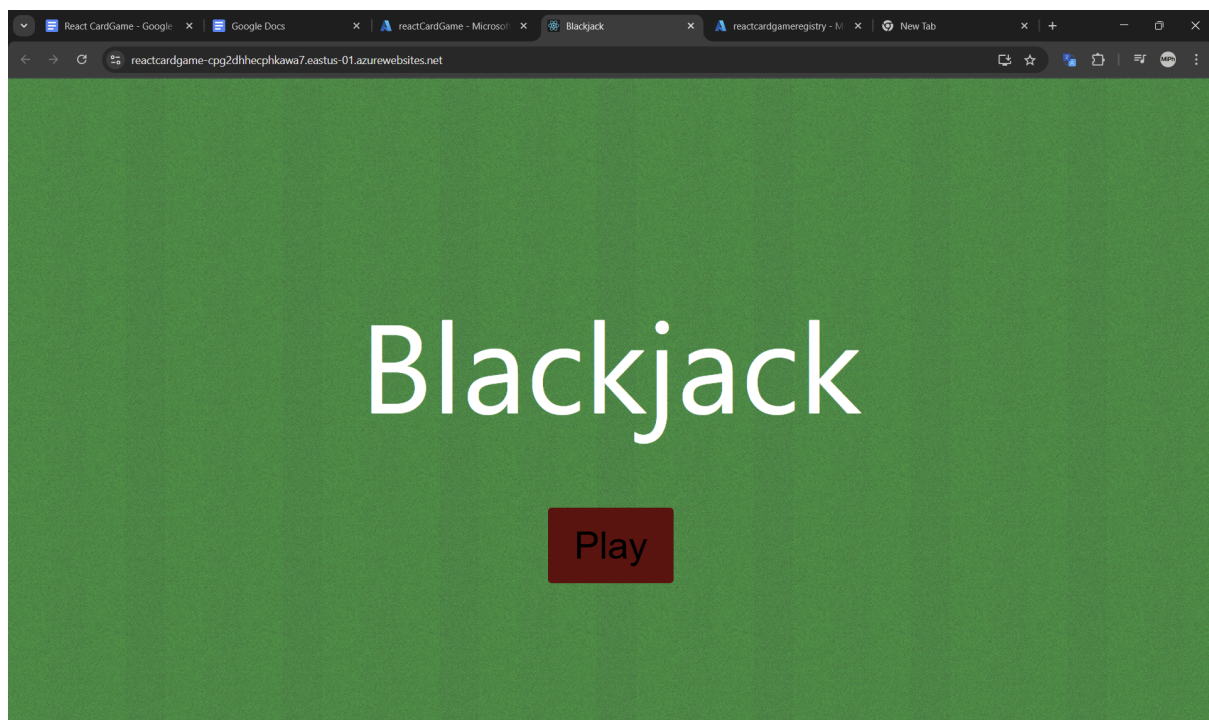 React CardGame - Google
Google Docs
reactCardGame - Microsof
Blackjack
reactcardgameregistry - M
New Tab
reactcardgame-cpg2dhhecphkawa7.eastus-01.azurewebsites.net
MiPh
Blackjack
Play